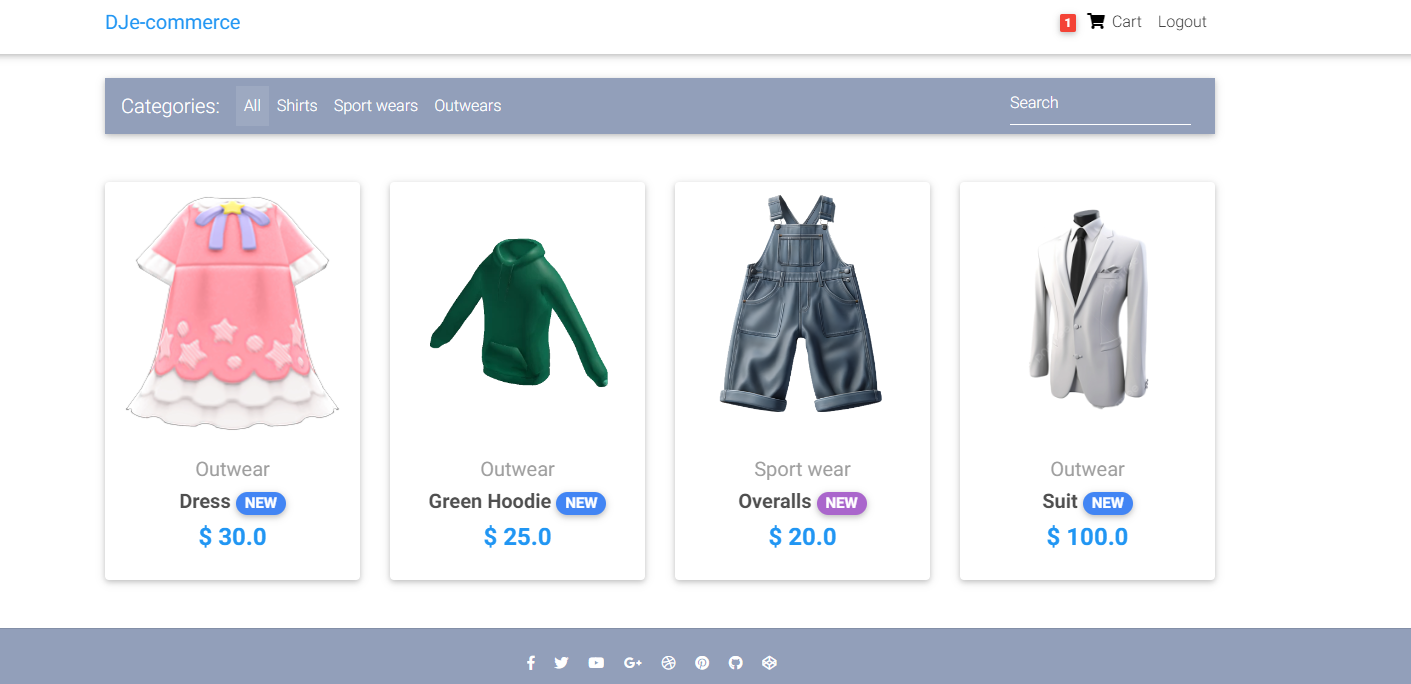 DJe-commerce
1 Cart Logout
Categories: All Shirts Sport wears Outwears Search
Outwear
Dress NEW
$ 30.0
Outwear
Green Hoodie NEW
$ 25.0
Sport wear
Overalls NEW
$ 20.0
Outwear
Suit NEW
$ 100.0